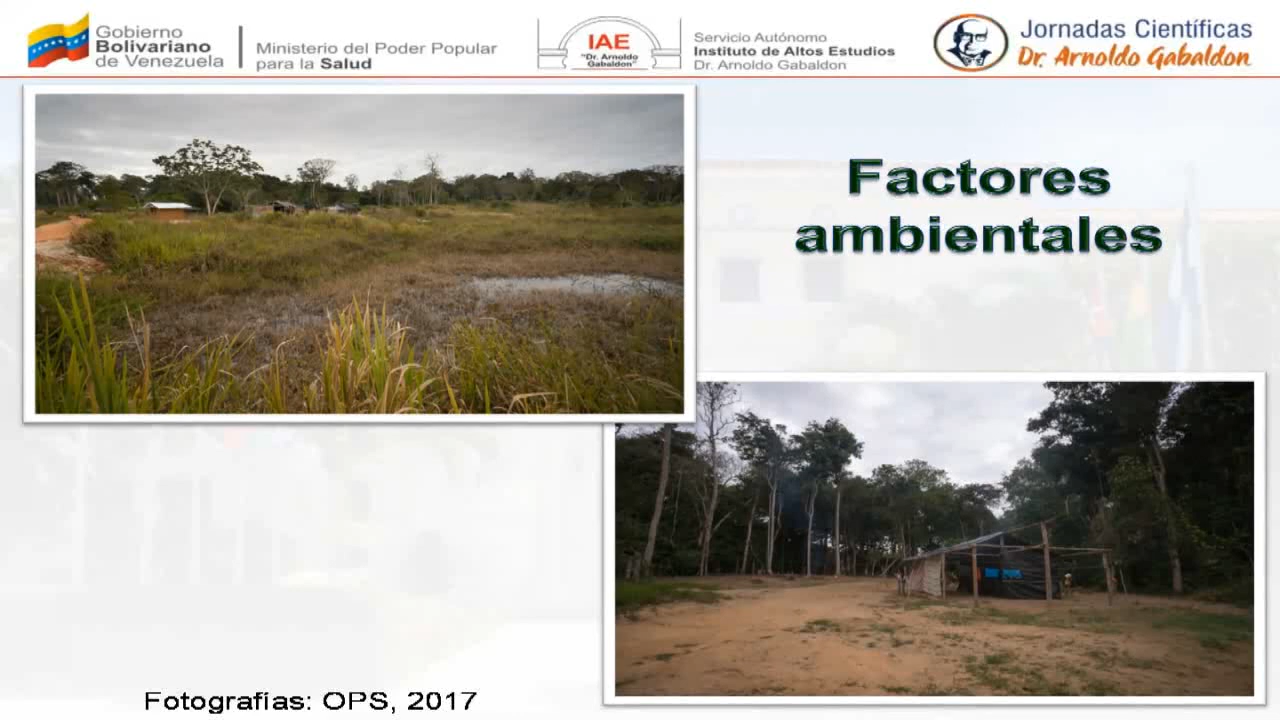 Gobierno
Bolivariano
de Venezuela
Ministerio del Poder Popular
para la Salud
IAE
"Dr. Arnoldo
Gabaldon"
Servicio Autónomo
Instituto de Altos Estudios
Dr. Arnoldo Gabaldon
Jornadas Científicas
Dr. Arnoldo Gabaldon
Factores
ambientales
Fotografías: OPS, 2017